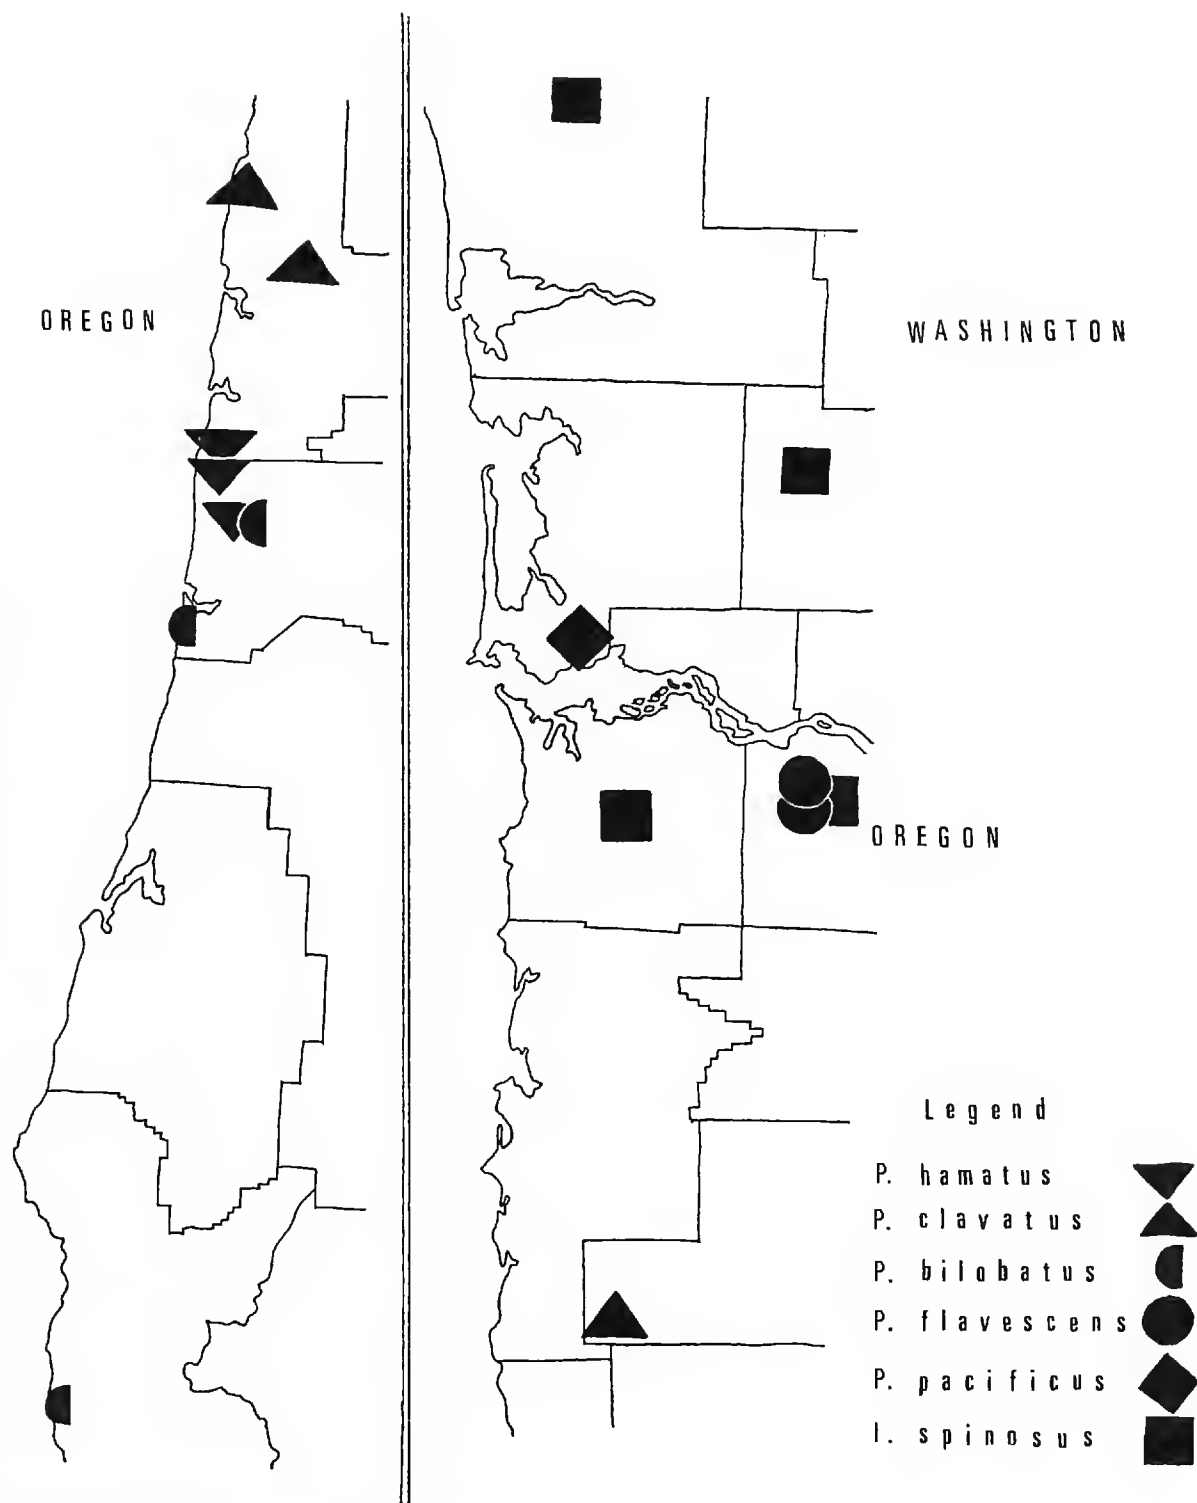 OREGON
WASHINGTON
OREGON
Legend
P. hamatus
P. clavatus
P. bilobatus
P. flavescens
P. pacificus
I. spinosus